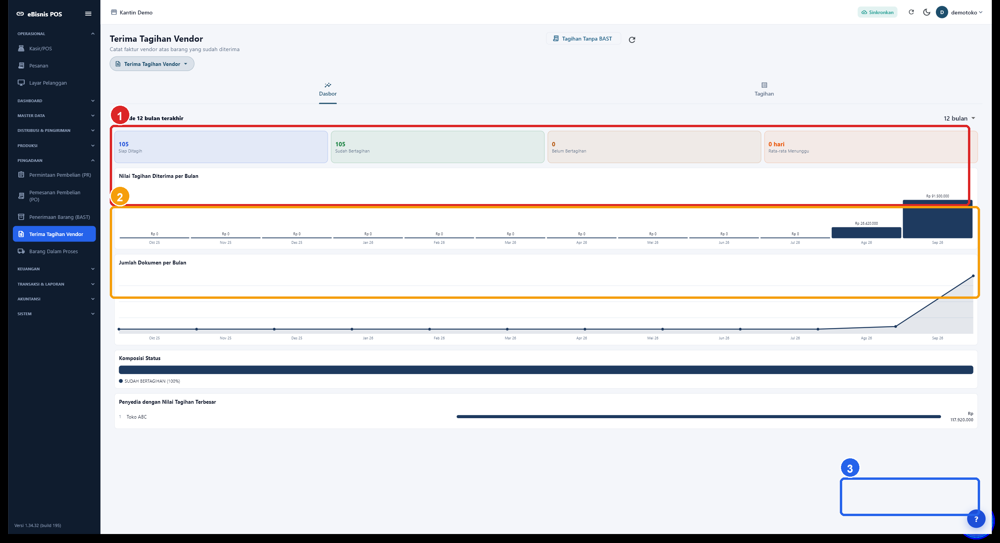 eBisnis POS
Kantin Demo
Sinkronkan
D
demotoko
OPERASIONAL
Kasir/POS
Pesanan
Layar Pelanggan
DASHBOARD
MASTER DATA
DISTRIBUSI & PENGIRIMAN
PRODUKSI
PENGADAAN
Permintaan Pembelian (PR)
Pemesanan Pembelian
(PO)
Penerimaan Barang (BAST)
Terima Tagihan Vendor
Barang Dalam Proses
KEUANGAN
TRANSAKSI & LAPORAN
AKUNTANSI
SISTEM
Versi 1.34.32 (build 195)
Terima Tagihan Vendor
Catat faktur vendor atas barang yang sudah diterima
Tagihan Tanpa BAST
Terima Tagihan Vendor
Dasbor
Tagihan
1
de 12 bulan terakhir
12 bulan
105
Siap Ditagih
105
Sudah Bertagihan
0
Belum Bertagihan
0 hari
Rata-rata Menunggu
Nilai Tagihan Diterima per Bulan
2
Rp 0 Rp 0 Rp 0 Rp 0 Rp 0 Rp 0 Rp 0 Rp 0 Rp 0 Rp 0 Rp 26.420.000 Rp 91.500.000
Okt 25 Nov 25 Des 25 Jan 26 Feb 26 Mar 26 Apr 26 Mei 26 Jun 26 Jul 26 Ags 26 Sep 26
Jumlah Dokumen per Bulan
Okt 25 Nov 25 Des 25 Jan 26 Feb 26 Mar 26 Apr 26 Mei 26 Jun 26 Jul 26 Ags 26 Sep 26
Komposisi Status
SUDAH BERTAGIHAN (100%)
Penyedia dengan Nilai Tagihan Terbesar
1 Toko ABC
Rp
117.920.000
3
?